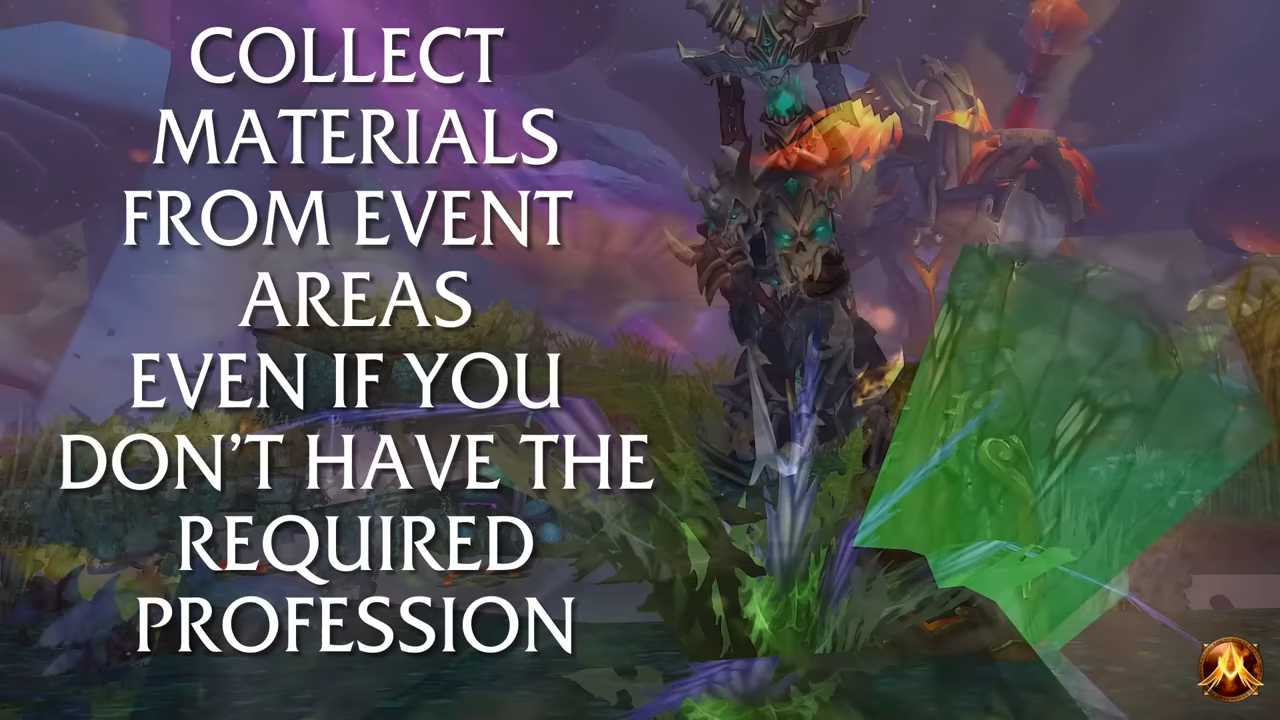 COLLECT
MATERIALS
FROM EVENT
AREAS
EVEN IF YOU
DON’T HAVE THE
REQUIRED
PROFESSION